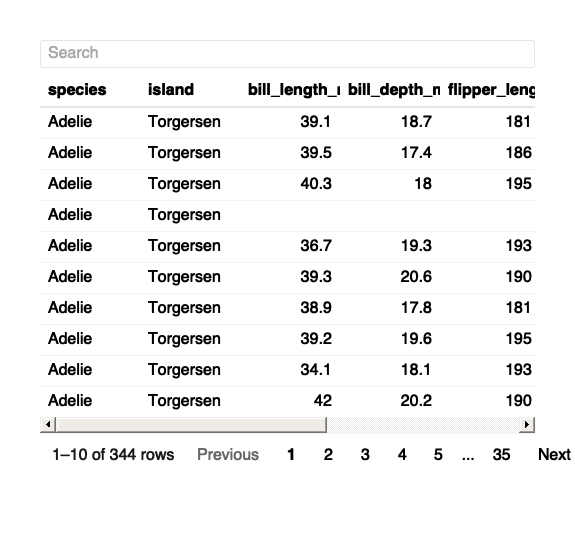 Search
species island bill_length_ bill_depth_ flipper_leng
Adelie Torgersen 39.1 18.7 181
Adelie Torgersen 39.5 17.4 186
Adelie Torgersen 40.3 18 195
Adelie Torgersen
Adelie Torgersen 36.7 19.3 193
Adelie Torgersen 39.3 20.6 190
Adelie Torgersen 38.9 17.8 181
Adelie Torgersen 39.2 19.6 195
Adelie Torgersen 34.1 18.1 193
Adelie Torgersen 42 20.2 190
1–10 of 344 rows Previous 1 2 3 4 5 ... 35 Next